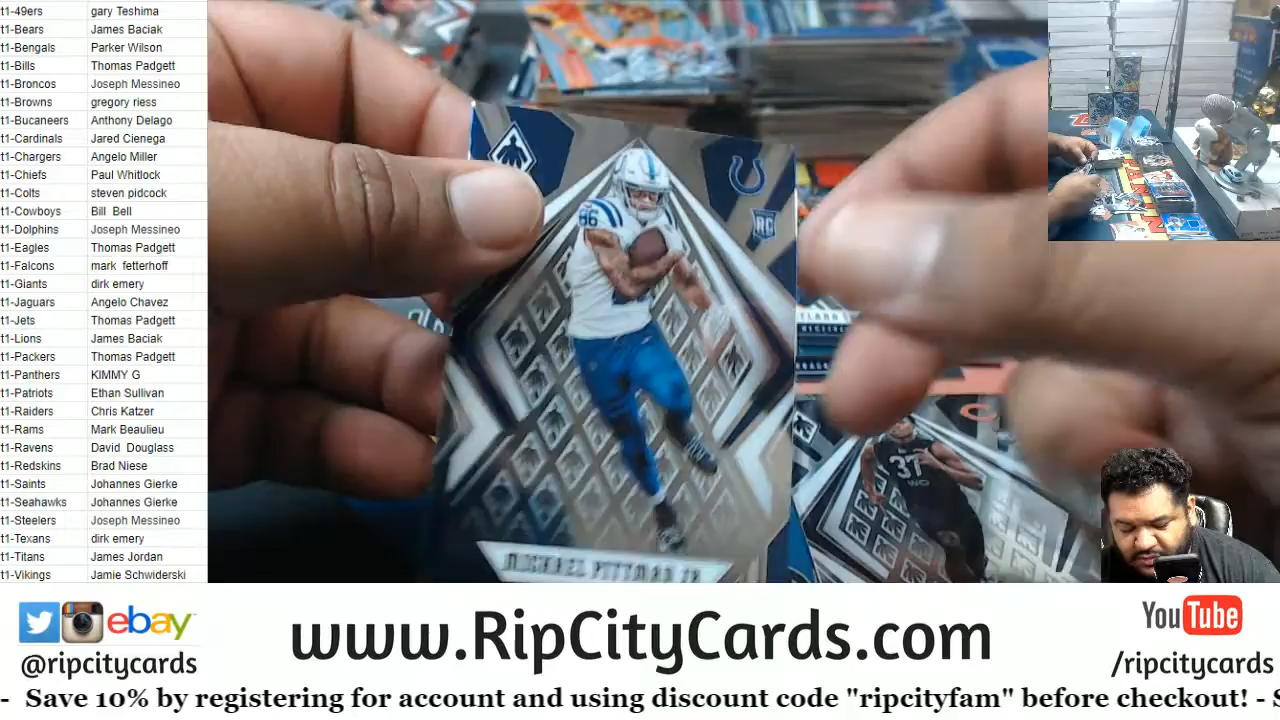 t1-49ers gary Teshima
t1-Bears James Baciak
t1-Bengals Parker Wilson
t1-Bills Thomas Padgett
t1-Broncos Joseph Messineo
t1-Browns gregory riess
t1-Bucaneers Anthony Delago
t1-Cardinals Jared Cienega
t1-Chargers Angelo Miller
t1-Chiefs Paul Whitlock
t1-Colts steven pidcock
t1-Cowboys Bill Bell
t1-Dolphins Joseph Messineo
t1-Eagles Thomas Padgett
t1-Falcons mark fetterhoff
t1-Giants dirk emery
t1-Jaguars Angelo Chavez
t1-Jets Thomas Padgett
t1-Lions James Baciak
t1-Packers Thomas Padgett
t1-Panthers KIMMY G
t1-Patriots Ethan Sullivan
t1-Raiders Chris Katzer
t1-Rams Mark Beaulieu
t1-Ravens David Douglass
t1-Redskins Brad Niese
t1-Saints Johannes Gierke
t1-Seahawks Johannes Gierke
t1-Steelers Joseph Messineo
t1-Texans dirk emery
t1-Titans James Jordan
t1-Vikings Jamie Schwiderski
RC
86
MICHAEL PITTMAN JR
37
WO
ebay
@ripcitycards
www.RipCityCards.com
YouTube
/ripcitycards
- Save 10% by registering for account and using discount code "ripcityfam" before checkout! - S